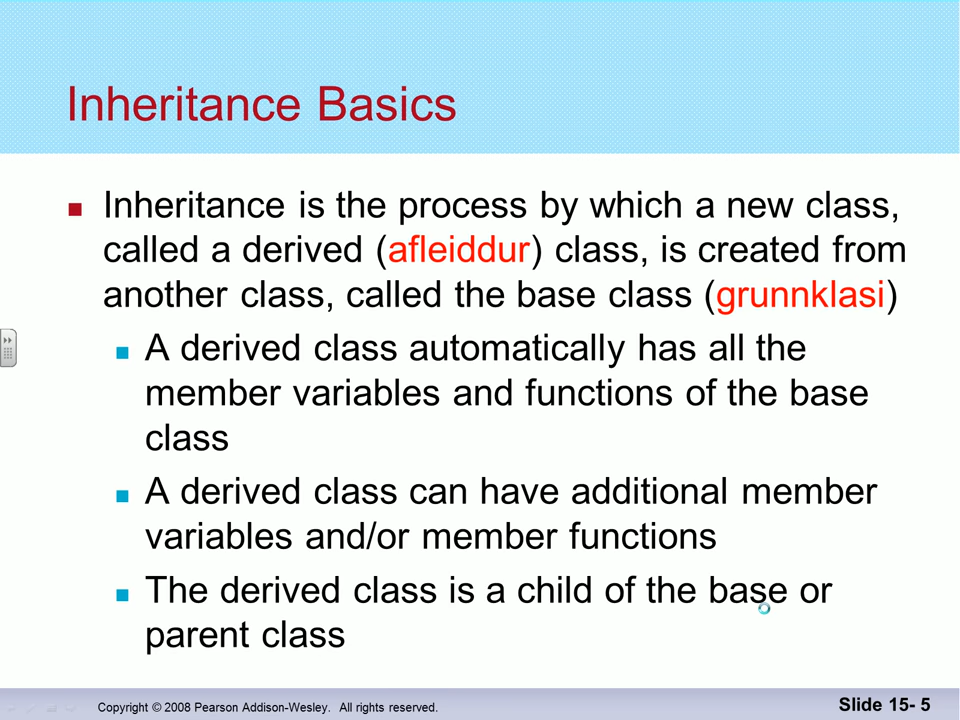 Inheritance Basics
Inheritance is the process by which a new class,
called a derived (afleiddur) class, is created from
another class, called the base class (grunnklasi)
A derived class automatically has all the
member variables and functions of the base
class
A derived class can have additional member
variables and/or member functions
The derived class is a child of the base or
parent class
Copyright © 2008 Pearson Addison-Wesley. All rights reserved.
Slide 15- 5